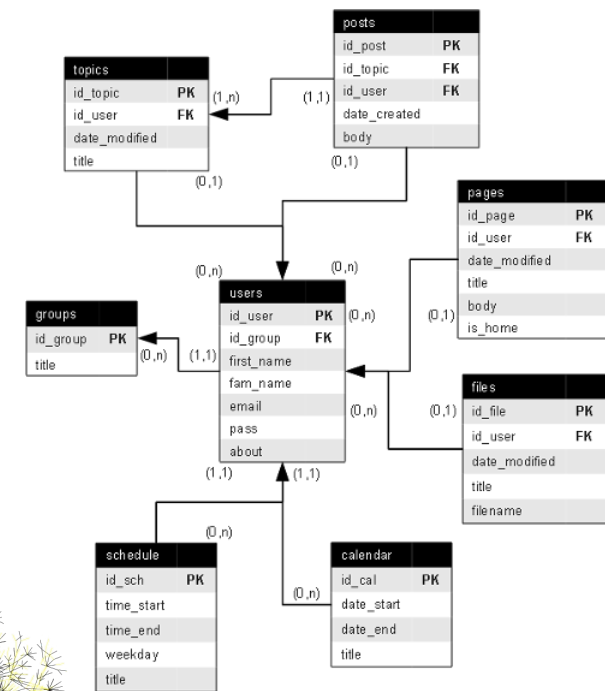 posts
id_post PK
id_topic FK
id_user FK
date_created
body
topics
id_topic PK
id_user FK
date_modified
title
(1,n)
(1,1)
(0,1)
(0,1)
pages
id_page PK
id_user FK
date_modified
title
body
is_home
(0,n)
(0,n)
users
id_user PK
id_group FK
first_name
fam_name
email
pass
about
(0,n)
(0,1)
groups
id_group PK
title
(0,n)
(1,1)
files
id_file PK
id_user FK
date_modified
title
filename
(0,n)
(0,1)
(1,1)
(1,1)
(0,n)
schedule
id_sch PK
time_start
time_end
weekday
title
calendar
id_cal PK
date_start
date_end
title
(0,n)